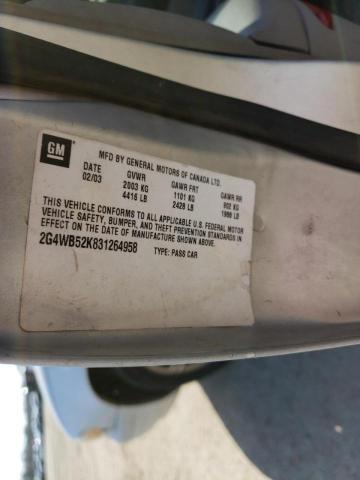 GM
MFD BY GENERAL MOTORS OF CANADA LTD.
DATE GVWR GAWR FRT GAWR RR
02/03 2003 KG 1101 KG 902 KG
4416 LB 2428 LB 1988 LB
THIS VEHICLE CONFORMS TO ALL APPLICABLE U.S. FEDERAL MOTOR
VEHICLE SAFETY, BUMPER, AND THEFT PREVENTION STANDARDS IN
EFFECT ON THE DATE OF MANUFACTURE SHOWN ABOVE.
2G4WB52K831264958 TYPE: PASS CAR